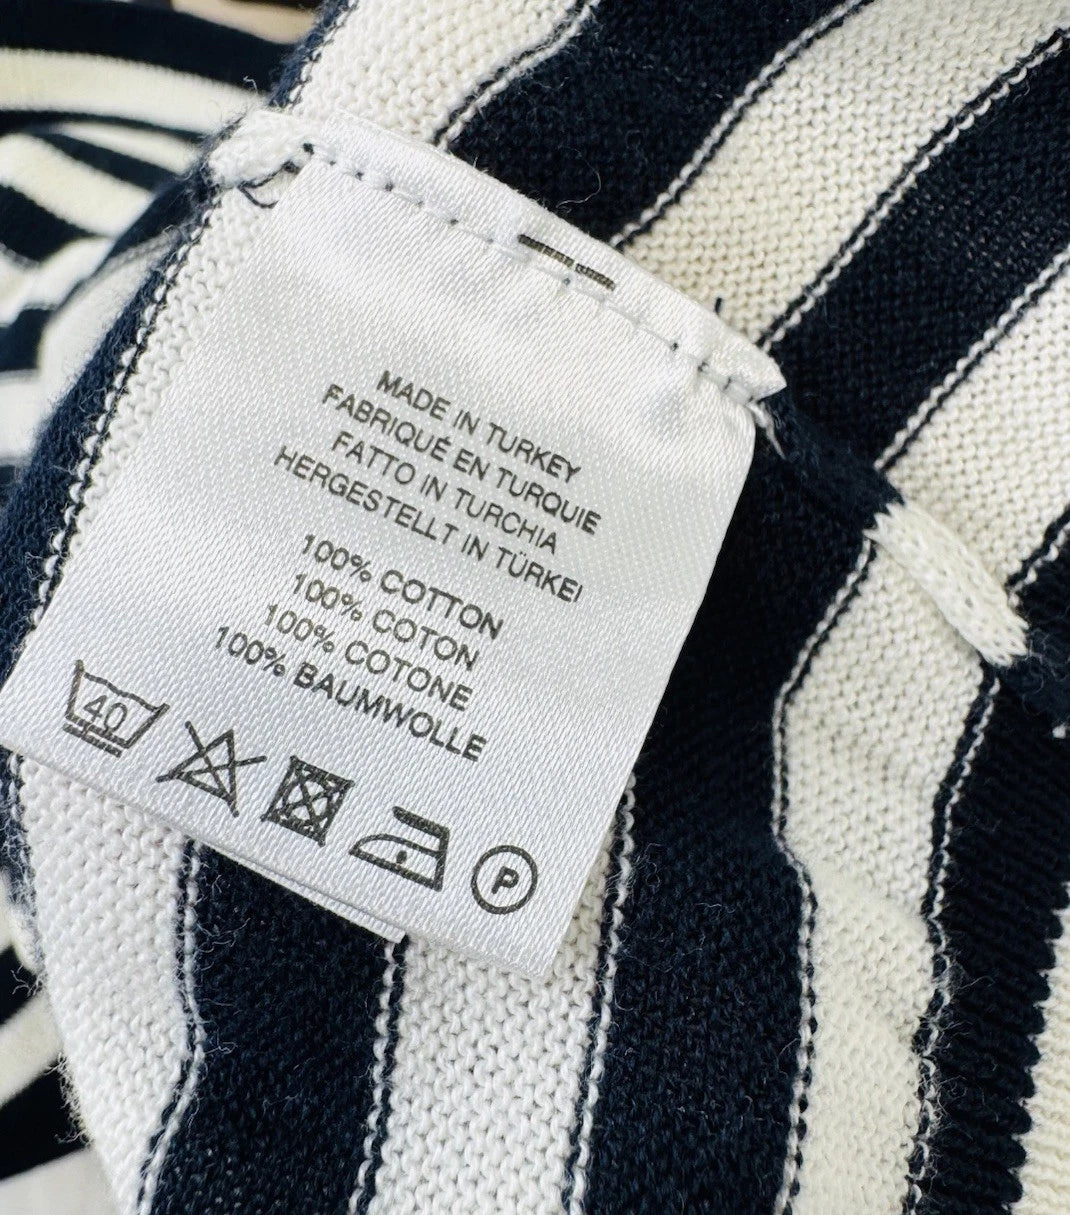 MADE IN TURKEY
FABRIQUÉ EN TURQUIE
FATTO IN TURCHIA
HERGESTELLT IN TÜRKEI
100% COTTON
100% COTON
100% COTONE
100% BAUMWOLLE
40 P